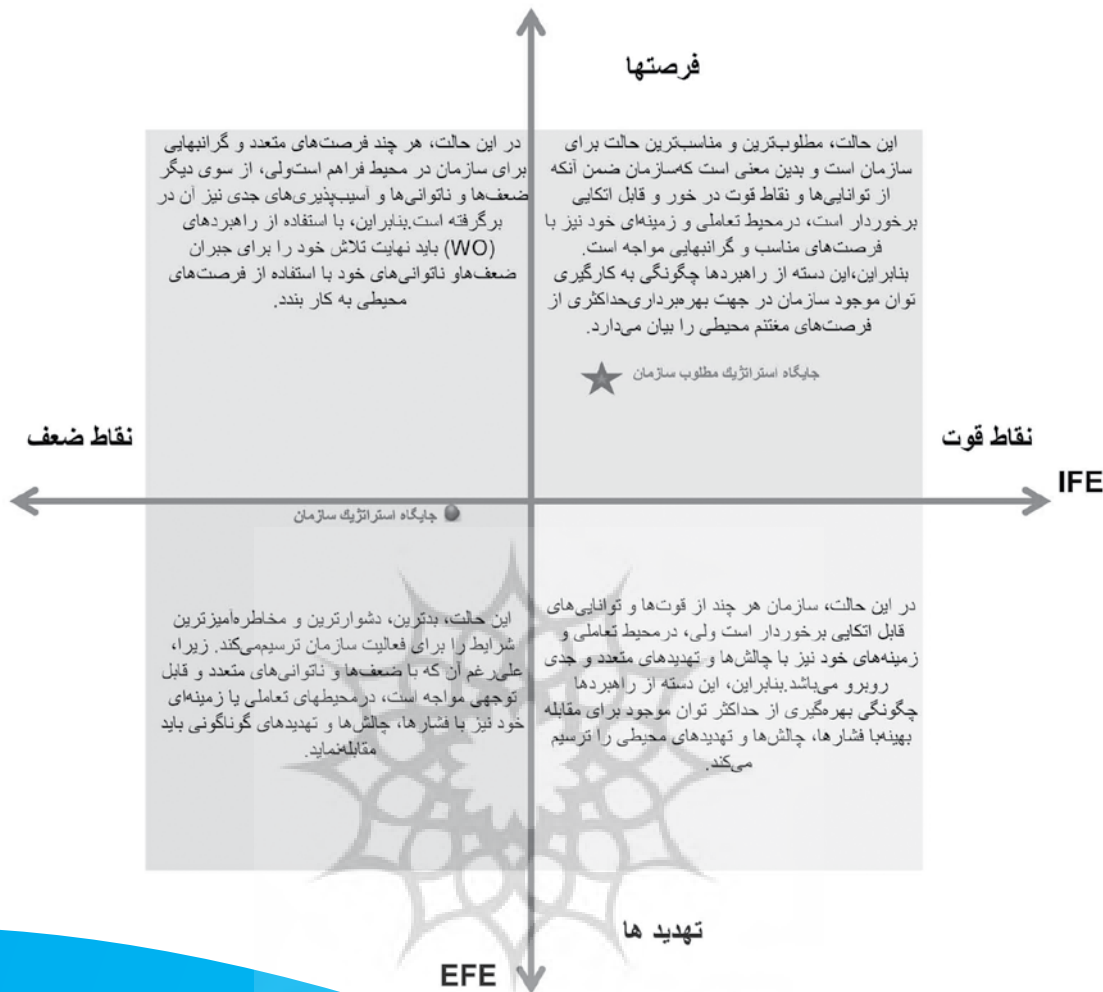 فرصتها
این حالت، مطلوب‌ترین و مناسب‌ترین حالت برای
سازمان است و بدین معنی است که‌سازمان ضمن آنکه
از توانایی‌ها و نقاط قوت در خور و قابل اتکایی
برخوردار است، درمحیط تعاملی و زمینه‌ای خود نیز با
فرصت‌های مناسب و گرانبهایی مواجه است.
بنابراین،این دسته از راهبردها چگونگی به کارگیری
توان موجود سازمان در جهت بهره‌برداری‌حداکثری از
فرصت‌های مغتنم محیطی را بیان می‌دارد.
جایگاه استراتژیك مطلوب سازمان
در این حالت، هر چند فرصت‌های متعدد و گرانبهایی
برای سازمان در محیط فراهم است‌ولی، از سوی دیگر
ضعف‌ها و ناتوانی‌ها و آسیب‌پذیری‌های جدی نیز آن در
برگرفته است.بنابراین، با استفاده از راهبردهای
(WO) باید نهایت تلاش خود را برای جبران
ضعف‌هاو ناتوانی‌های خود با استفاده از فرصت‌های
محیطی به کار بندد.
نقاط قوت
نقاط ضعف
IFE
جایگاه استراتژیك سازمان
در این حالت، سازمان هر چند از قوت‌ها و توانایی‌های
قابل اتکایی برخوردار است ولی، درمحیط تعاملی و
زمینه‌های خود نیز با چالش‌ها و تهدیدهای متعدد و جدی
روبرو می‌باشد.بنابراین، این دسته از راهبردها
چگونگی بهره‌گیری از حداکثر توان موجود برای مقابله
بهینه‌با فشارها، چالش‌ها و تهدیدهای محیطی را ترسیم
می‌کند.
این حالت، بدترین، دشوارترین و مخاطره‌آمیزترین
شرایط را برای فعالیت سازمان ترسیم‌می‌کند. زیرا،
علی‌رغم آن که با ضعف‌ها و ناتوانی‌های متعدد و قابل
توجهی مواجه است، درمحیطهای تعاملی یا زمینه‌ای
خود نیز با فشارها، چالش‌ها و تهدیدهای گوناگونی باید
مقابله‌نماید.
تهدید ها
EFE